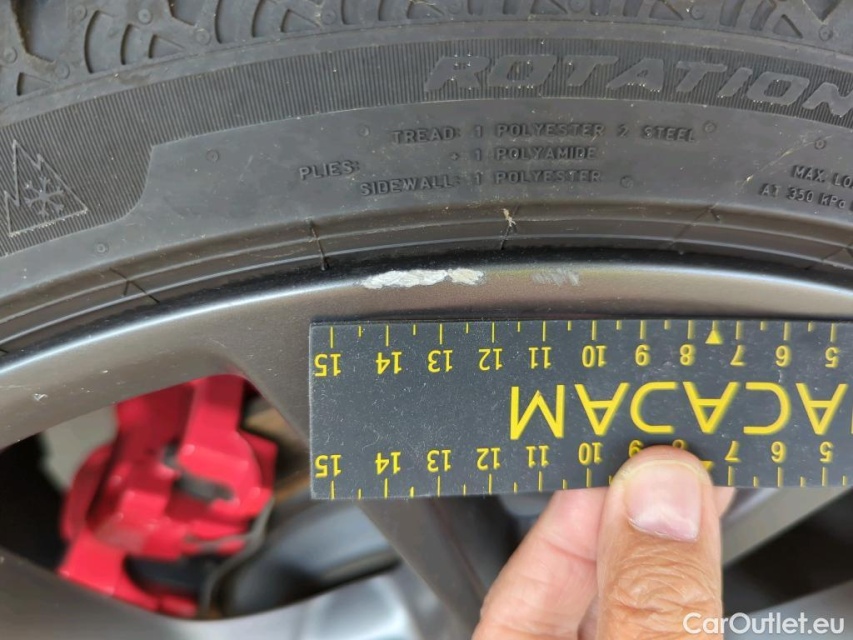 ROTATION
TREAD: 1 POLYESTER 2 STEEL
PLIES: + 1 POLYAMIDE
SIDEWALL: 1 POLYESTER
MAX LO
AT 350 KPa
15 14 13 12 11 10 9 8 7 6 5
MACADAM
15 14 13 12 11 10 9 8 7 6 5
CarOutlet.eu